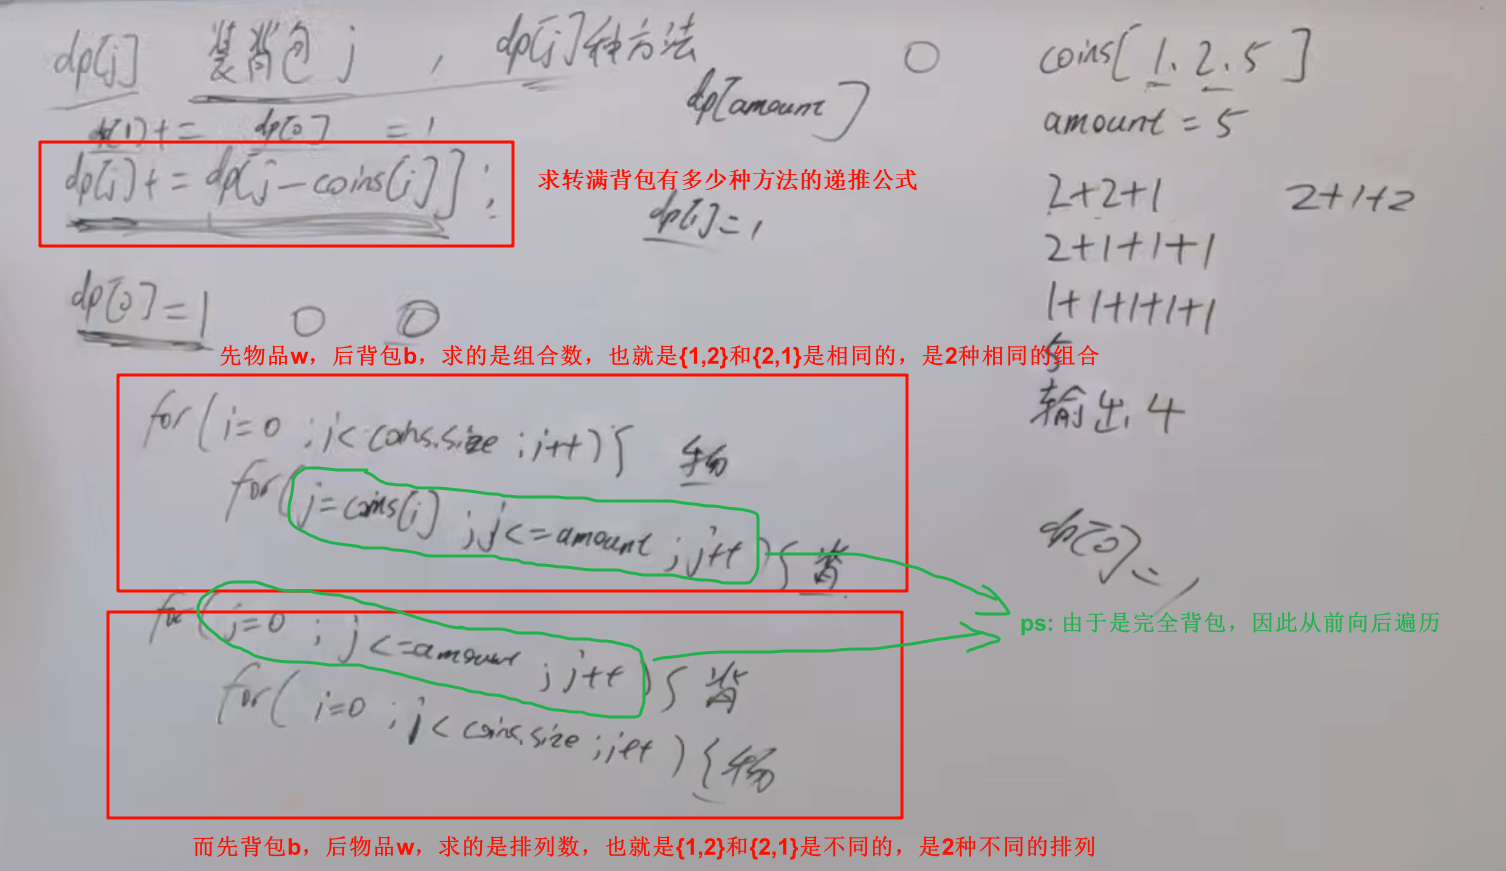 dp[j] 装背包 j , dp[j]种方法
dp[amount]
dp[1] += dp[0] = 1
dp[j] += dp[j-coins[i]];
求转满背包有多少种方法的递推公式
dp[1]=1
dp[0]=1 0 0
先物品w，后背包b，求的是组合数，也就是{1,2}和{2,1}是相同的，是2种相同的组合
for(i=0 ;i<coins.size ;i++){ 物
for(j=coins[i] ;j<=amount ;j++){ 背
for(j=0 ; j<=amount ; j++){ 背
for( i=0 ; i<coins.size ;i++){ 物
而先背包b，后物品w，求的是排列数，也就是{1,2}和{2,1}是不同的，是2种不同的排列
0
coins[1.2.5]
amount = 5
2+2+1 2+1+2
2+1+1+1
1+1+1+1+1
5
输出 4
dp[0]=1
ps: 由于是完全背包，因此从前向后遍历